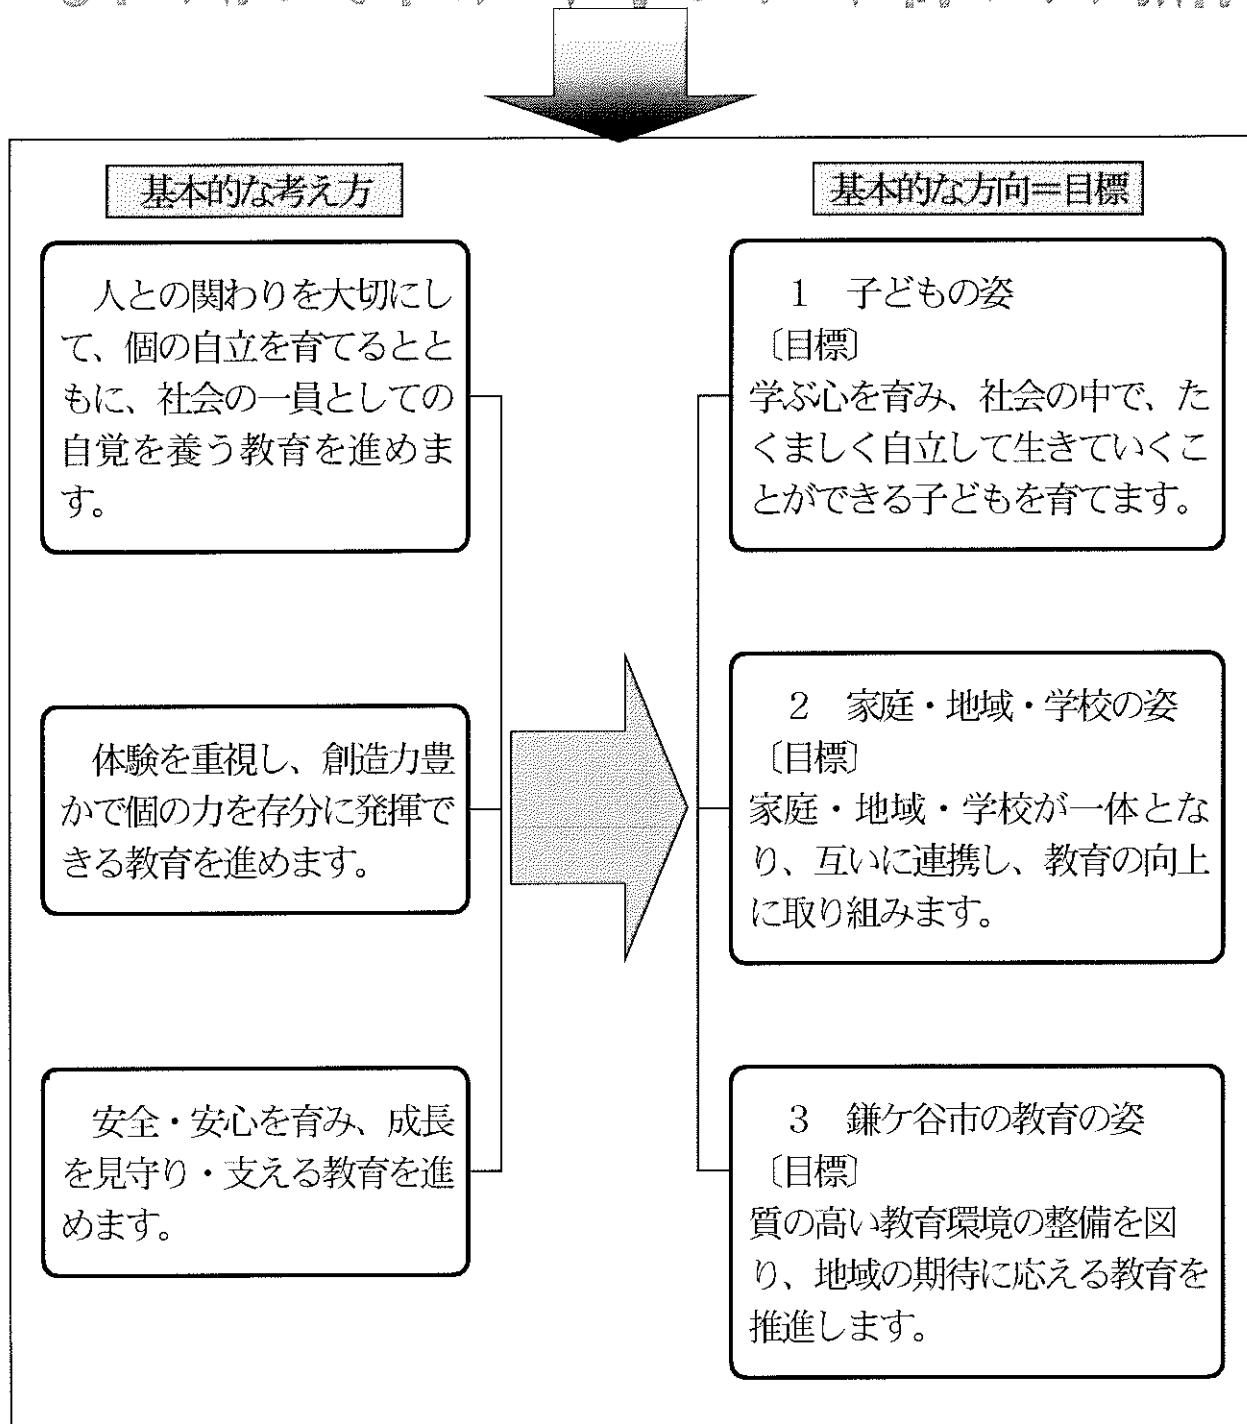 基本的な考え方
人との関わりを大切にし
て、個の自立を育てるとと
もに、社会の一員としての
自覚を養う教育を進めま
す。
体験を重視し、創造力豊
かで個の力を存分に発揮で
きる教育を進めます。
安全・安心を育み、成長
を見守り・支える教育を進
めます。
基本的な方向＝目標
1　子どもの姿
〔目標〕
学ぶ心を育み、社会の中で、た
くましく自立して生きていくこ
とができる子どもを育てます。
2　家庭・地域・学校の姿
〔目標〕
家庭・地域・学校が一体とな
り、互いに連携し、教育の向上
に取り組みます。
3　鎌ケ谷市の教育の姿
〔目標〕
質の高い教育環境の整備を図
り、地域の期待に応える教育を
推進します。